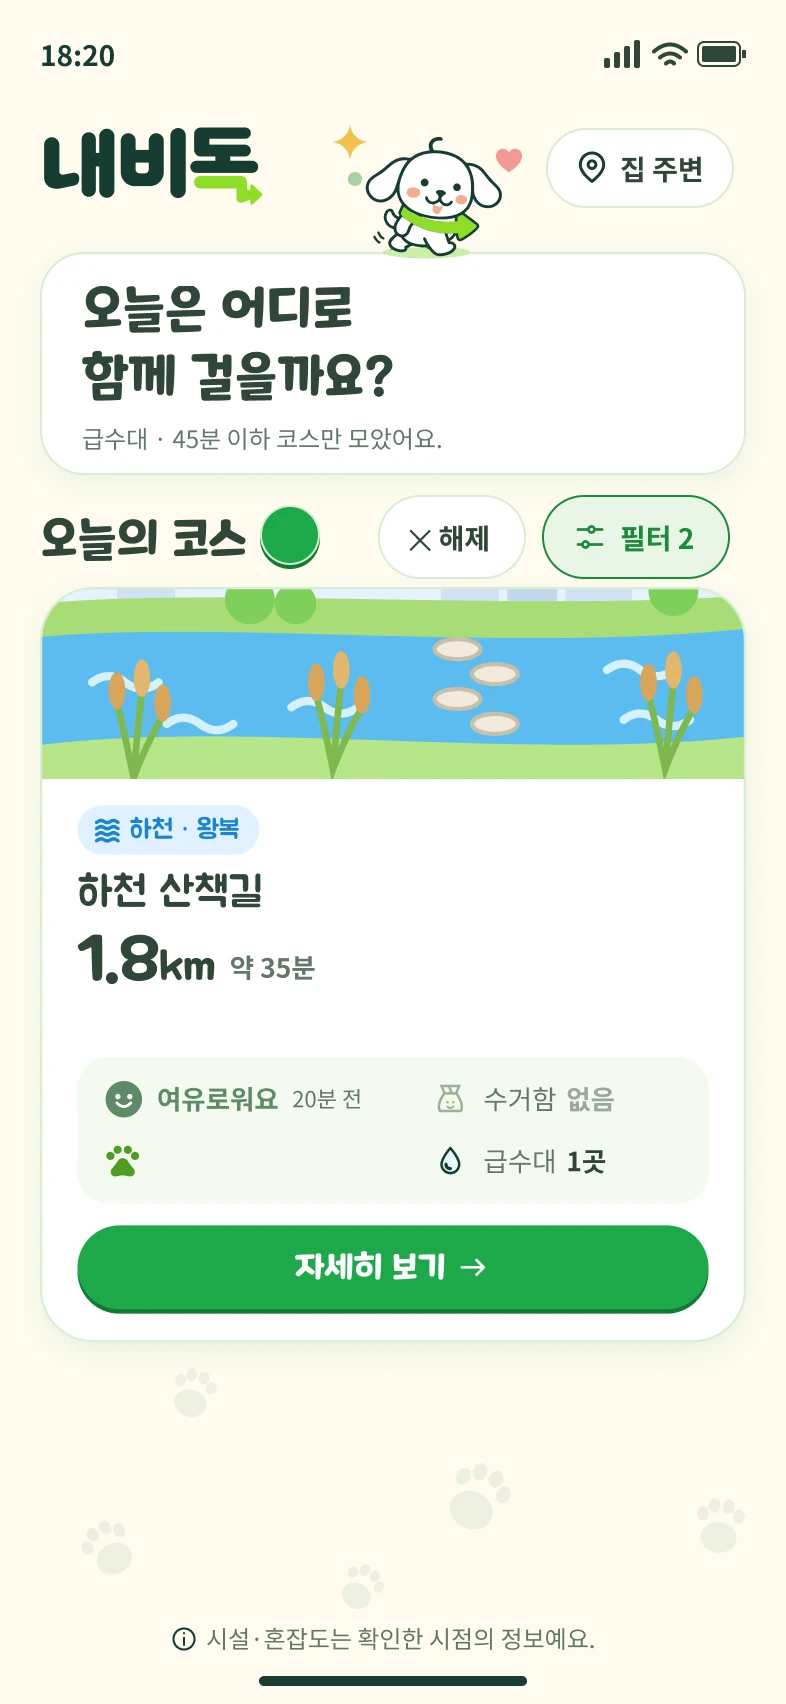 18:20
내비독
집 주변
오늘은 어디로
함께 걸을까요?
급수대 · 45분 이하 코스만 모았어요.
오늘의 코스
해제
필터 2
하천 · 왕복
하천 산책길
1.8km 약 35분
여유로워요 20분 전
수거함 없음
급수대 1곳
자세히 보기 →
시설·혼잡도는 확인한 시점의 정보예요.